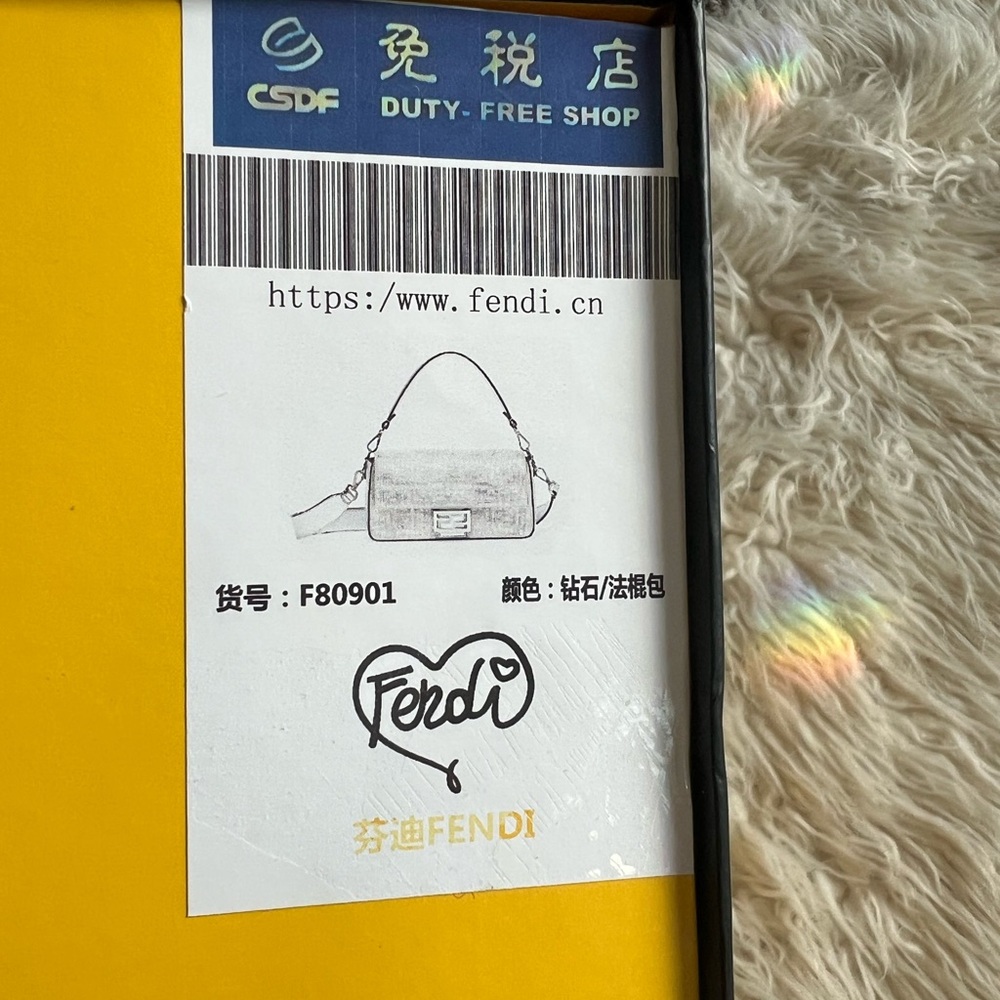 免税店
CSDF DUTY-FREE SHOP
https:/www.fendi.cn
货号：F80901 颜色：钻石/法棍包
Fendi
芬迪FENDI